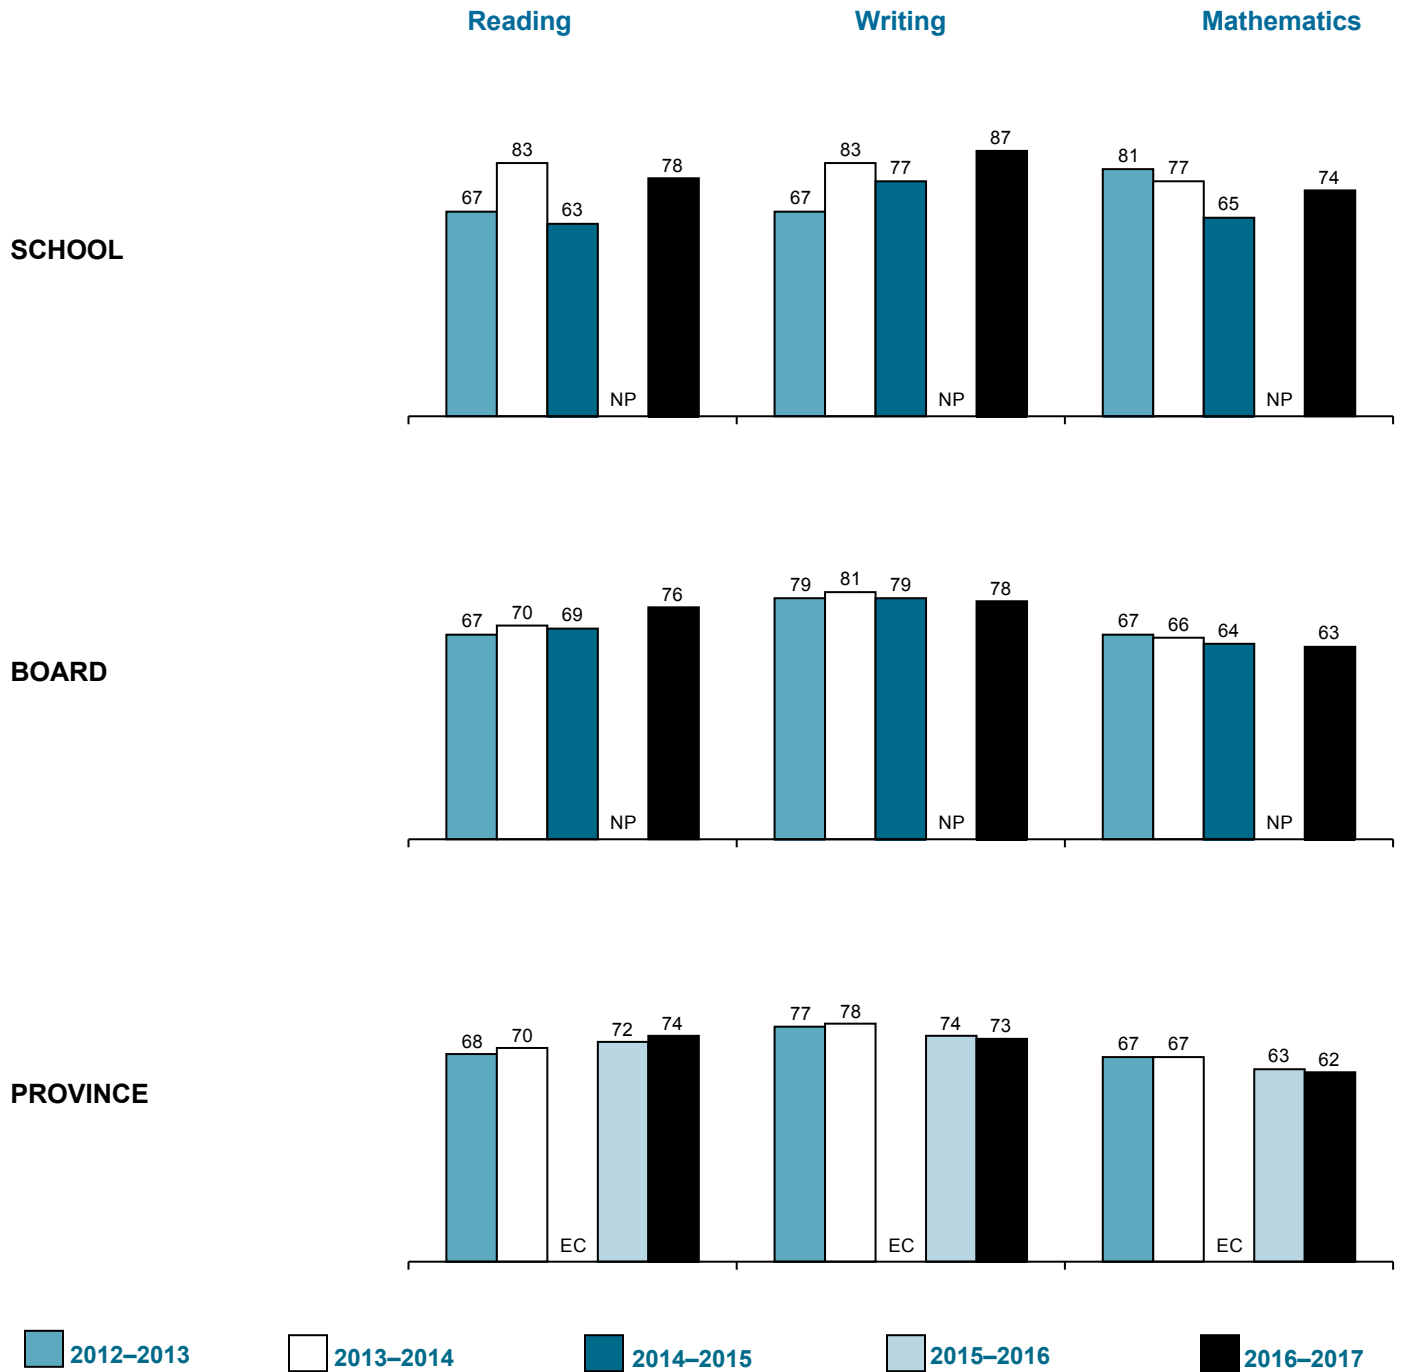 Reading Writing Mathematics
SCHOOL
67 83 63 NP 78
67 83 77 NP 87
81 77 65 NP 74
BOARD
67 70 69 NP 76
79 81 79 NP 78
67 66 64 NP 63
PROVINCE
68 70 EC 72 74
77 78 EC 74 73
67 67 EC 63 62
2012–2013 2013–2014 2014–2015 2015–2016 2016–2017